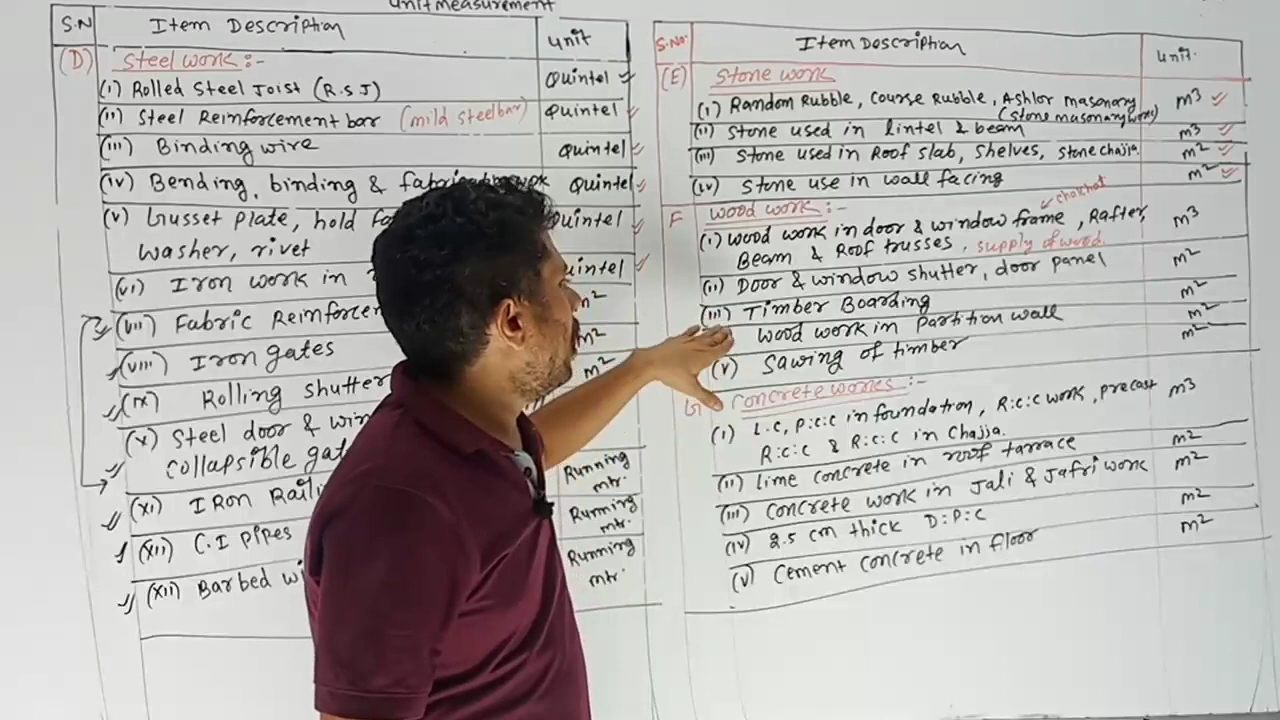 unit measurement
S.N Item Description unit
(D) Steel work :-
(i) Rolled Steel Joist (R.S.J) Quintel
(ii) Steel Reinforcement bar (mild steel bar) Quintel
(iii) Binding wire Quintel
(iv) Bending, binding & Quintel
(v) Gusset plate, hold Quintel
washer, rivet
(vi) Iron work in
(vii) Fabric m²
(viii) Iron gates m²
(ix) Rolling shutter m²
(x) Steel door &
collapsible
(xi) IRon Running
mtr.
(xii) C.I pipes Running
mtr.
(xii) Barbed Running
mtr.
S.No. Item Description unit.
(E) Stone work
(i) Random Rubble, Course Rubble, Ashlor masonary m³
(stone masonary work)
(ii) Stone used in lintel & beam m³
(iii) Stone used in Roof slab, shelves, stone chajja m²
(iv) Stone use in wall facing m²
F wood work :-
chokhat
(i) wood work in door & window frame, Rafter, m³
Beam & Roof trusses, supply of wood
(ii) Door & window shutter, door panel m²
(iii) Timber Boarding m²
wood work in Partition wall m²
(v) Sawing of timber m²
G Concrete works :-
(i) L.C, P:C:C in foundation, R:C:C work, precast m³
R:C:C & R:C:C in Chajja.
(ii) Lime concrete in roof tarrace m²
(iii) Concrete work in Jali & Jafri work m²
(iv) 2.5 cm thick D:P:C m²
(v) Cement concrete in floor m²